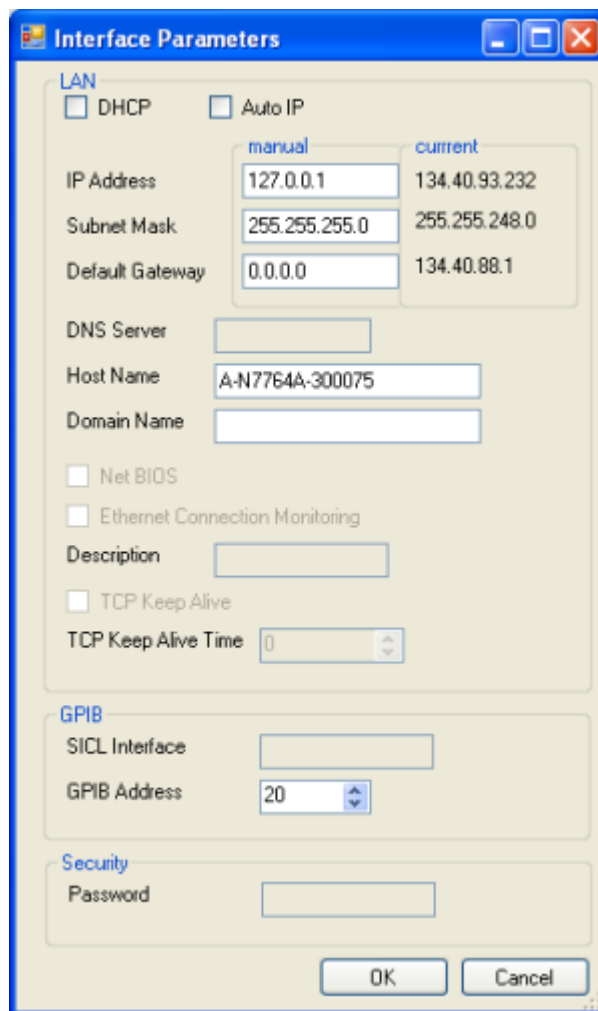 Interface Parameters
LAN
DHCP Auto IP
manual currrent
IP Address 127.0.0.1 134.40.93.232
Subnet Mask 255.255.255.0 255.255.248.0
Default Gateway 0.0.0.0 134.40.88.1
DNS Server
Host Name A-N7764A-300075
Domain Name
Net BIOS
Ethernet Connection Monitoring
Description
TCP Keep Alive
TCP Keep Alive Time 0
GPIB
SICL Interface
GPIB Address 20
Security
Password
OK Cancel